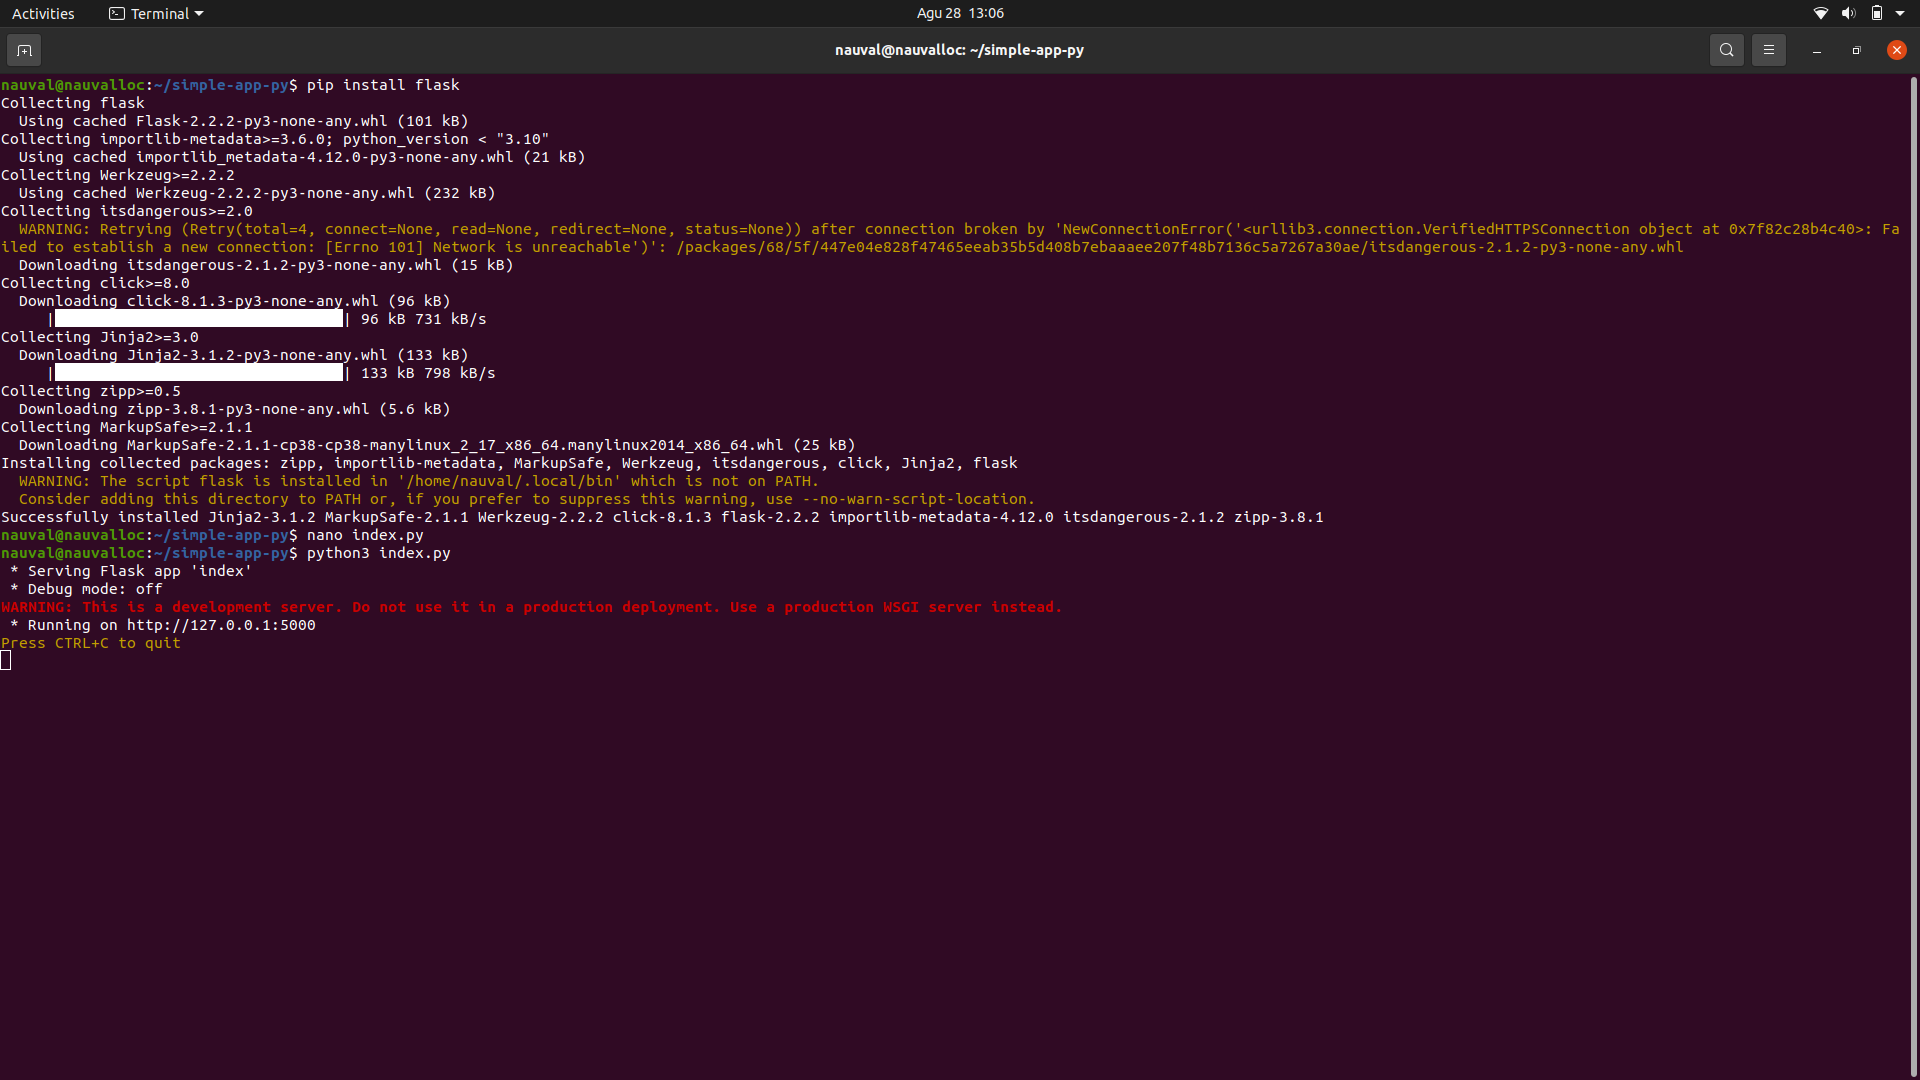 Activities Terminal Agu 28 13:06
nauval@nauvalloc: ~/simple-app-py
nauval@nauvalloc:~/simple-app-py$ pip install flask
Collecting flask
  Using cached Flask-2.2.2-py3-none-any.whl (101 kB)
Collecting importlib-metadata>=3.6.0; python_version < "3.10"
  Using cached importlib_metadata-4.12.0-py3-none-any.whl (21 kB)
Collecting Werkzeug>=2.2.2
  Using cached Werkzeug-2.2.2-py3-none-any.whl (232 kB)
Collecting itsdangerous>=2.0
  WARNING: Retrying (Retry(total=4, connect=None, read=None, redirect=None, status=None)) after connection broken by 'NewConnectionError('<urllib3.connection.VerifiedHTTPSConnection object at 0x7f82c28b4c40>: Fa
iled to establish a new connection: [Errno 101] Network is unreachable')': /packages/68/5f/447e04e828f47465eeab35b5d408b7ebaaaee207f48b7136c5a7267a30ae/itsdangerous-2.1.2-py3-none-any.whl
  Downloading itsdangerous-2.1.2-py3-none-any.whl (15 kB)
Collecting click>=8.0
  Downloading click-8.1.3-py3-none-any.whl (96 kB)
     |████████████████████████████████| 96 kB 731 kB/s
Collecting Jinja2>=3.0
  Downloading Jinja2-3.1.2-py3-none-any.whl (133 kB)
     |████████████████████████████████| 133 kB 798 kB/s
Collecting zipp>=0.5
  Downloading zipp-3.8.1-py3-none-any.whl (5.6 kB)
Collecting MarkupSafe>=2.1.1
  Downloading MarkupSafe-2.1.1-cp38-cp38-manylinux_2_17_x86_64.manylinux2014_x86_64.whl (25 kB)
Installing collected packages: zipp, importlib-metadata, MarkupSafe, Werkzeug, itsdangerous, click, Jinja2, flask
  WARNING: The script flask is installed in '/home/nauval/.local/bin' which is not on PATH.
  Consider adding this directory to PATH or, if you prefer to suppress this warning, use --no-warn-script-location.
Successfully installed Jinja2-3.1.2 MarkupSafe-2.1.1 Werkzeug-2.2.2 click-8.1.3 flask-2.2.2 importlib-metadata-4.12.0 itsdangerous-2.1.2 zipp-3.8.1
nauval@nauvalloc:~/simple-app-py$ nano index.py
nauval@nauvalloc:~/simple-app-py$ python3 index.py
 * Serving Flask app 'index'
 * Debug mode: off
WARNING: This is a development server. Do not use it in a production deployment. Use a production WSGI server instead.
 * Running on http://127.0.0.1:5000
Press CTRL+C to quit